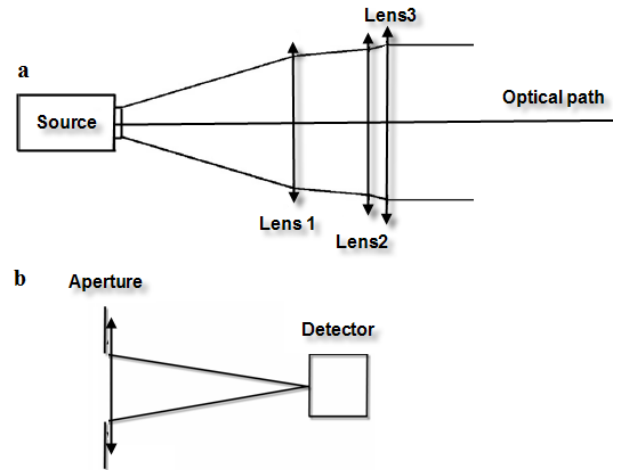 Lens3
a
Optical path
Source
Lens 1
Lens2
b
Aperture
Detector